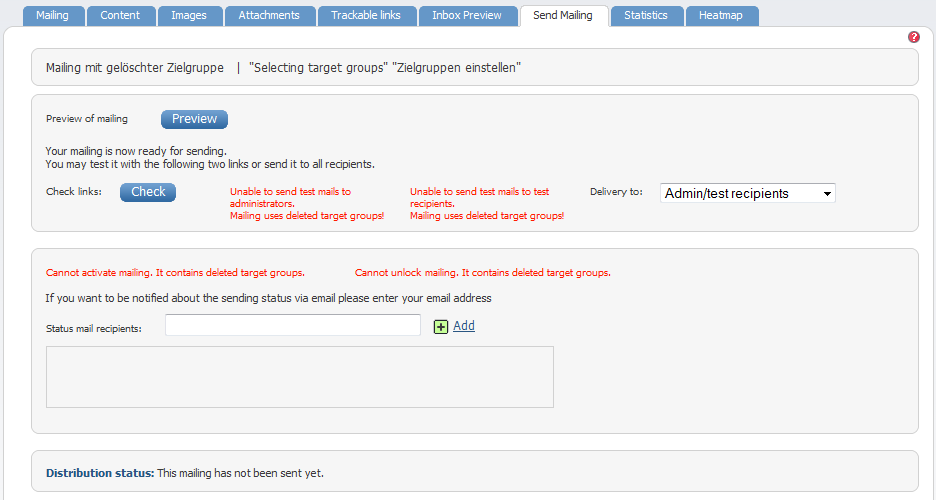 Mailing
Content
Images
Attachments
Trackable links
Inbox Preview
Send Mailing
Statistics
Heatmap
?
Mailing mit gelöschter Zielgruppe | "Selecting target groups" "Zielgruppen einstellen"
Preview of mailing
Preview
Your mailing is now ready for sending.
You may test it with the following two links or send it to all recipients.
Check links:
Check
Unable to send test mails to
administrators.
Mailing uses deleted target groups!
Unable to send test mails to test
recipients.
Mailing uses deleted target groups!
Delivery to:
Admin/test recipients
Cannot activate mailing. It contains deleted target groups.
Cannot unlock mailing. It contains deleted target groups.
If you want to be notified about the sending status via email please enter your email address
Status mail recipients:
Add
Distribution status: This mailing has not been sent yet.